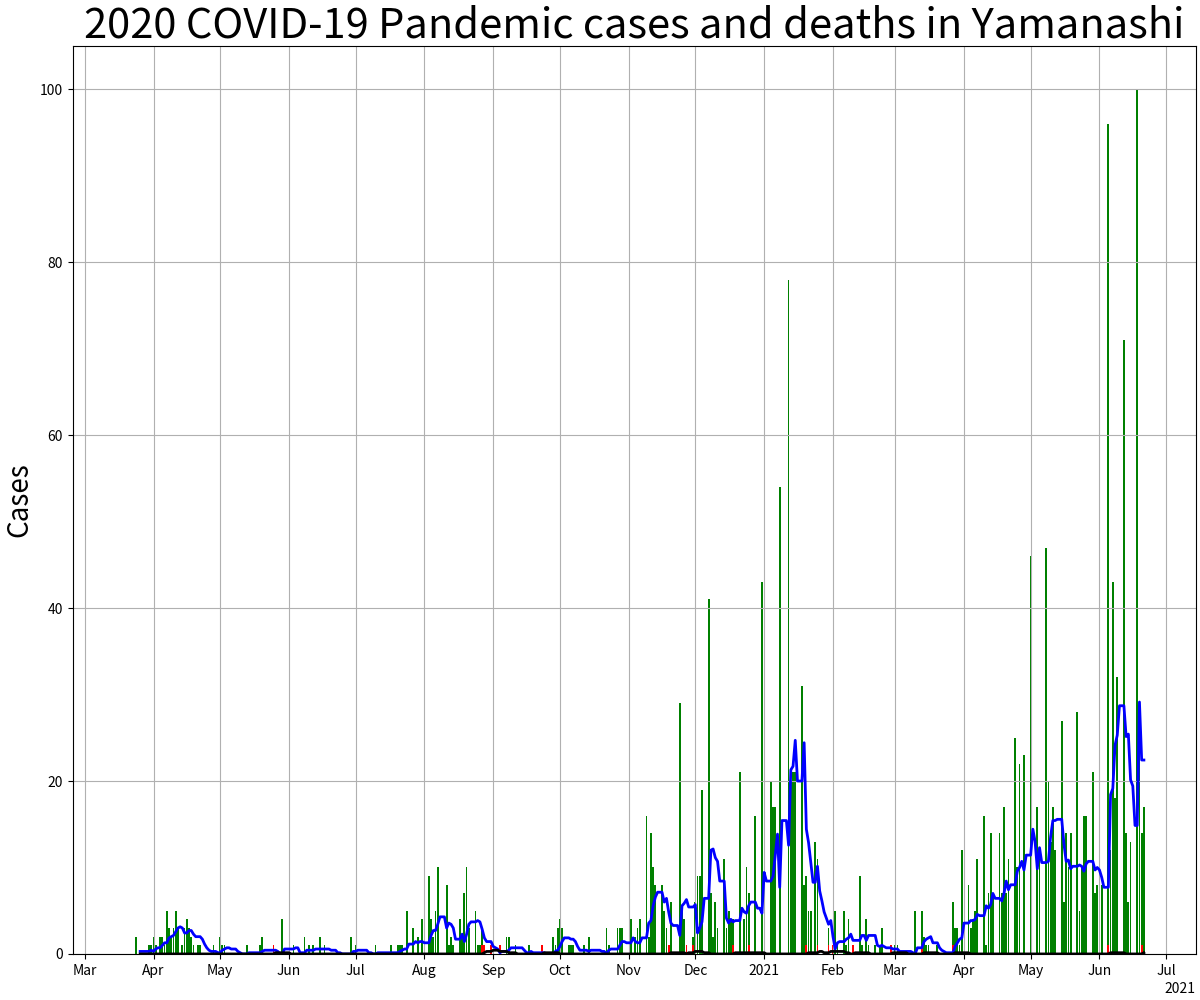 2020 COVID-19 Pandemic cases and deaths in Yamanashi
Cases
100
80
60
40
20
0
Mar Apr May Jun Jul Aug Sep Oct Nov Dec 2021 Feb Mar Apr May Jun Jul
2021